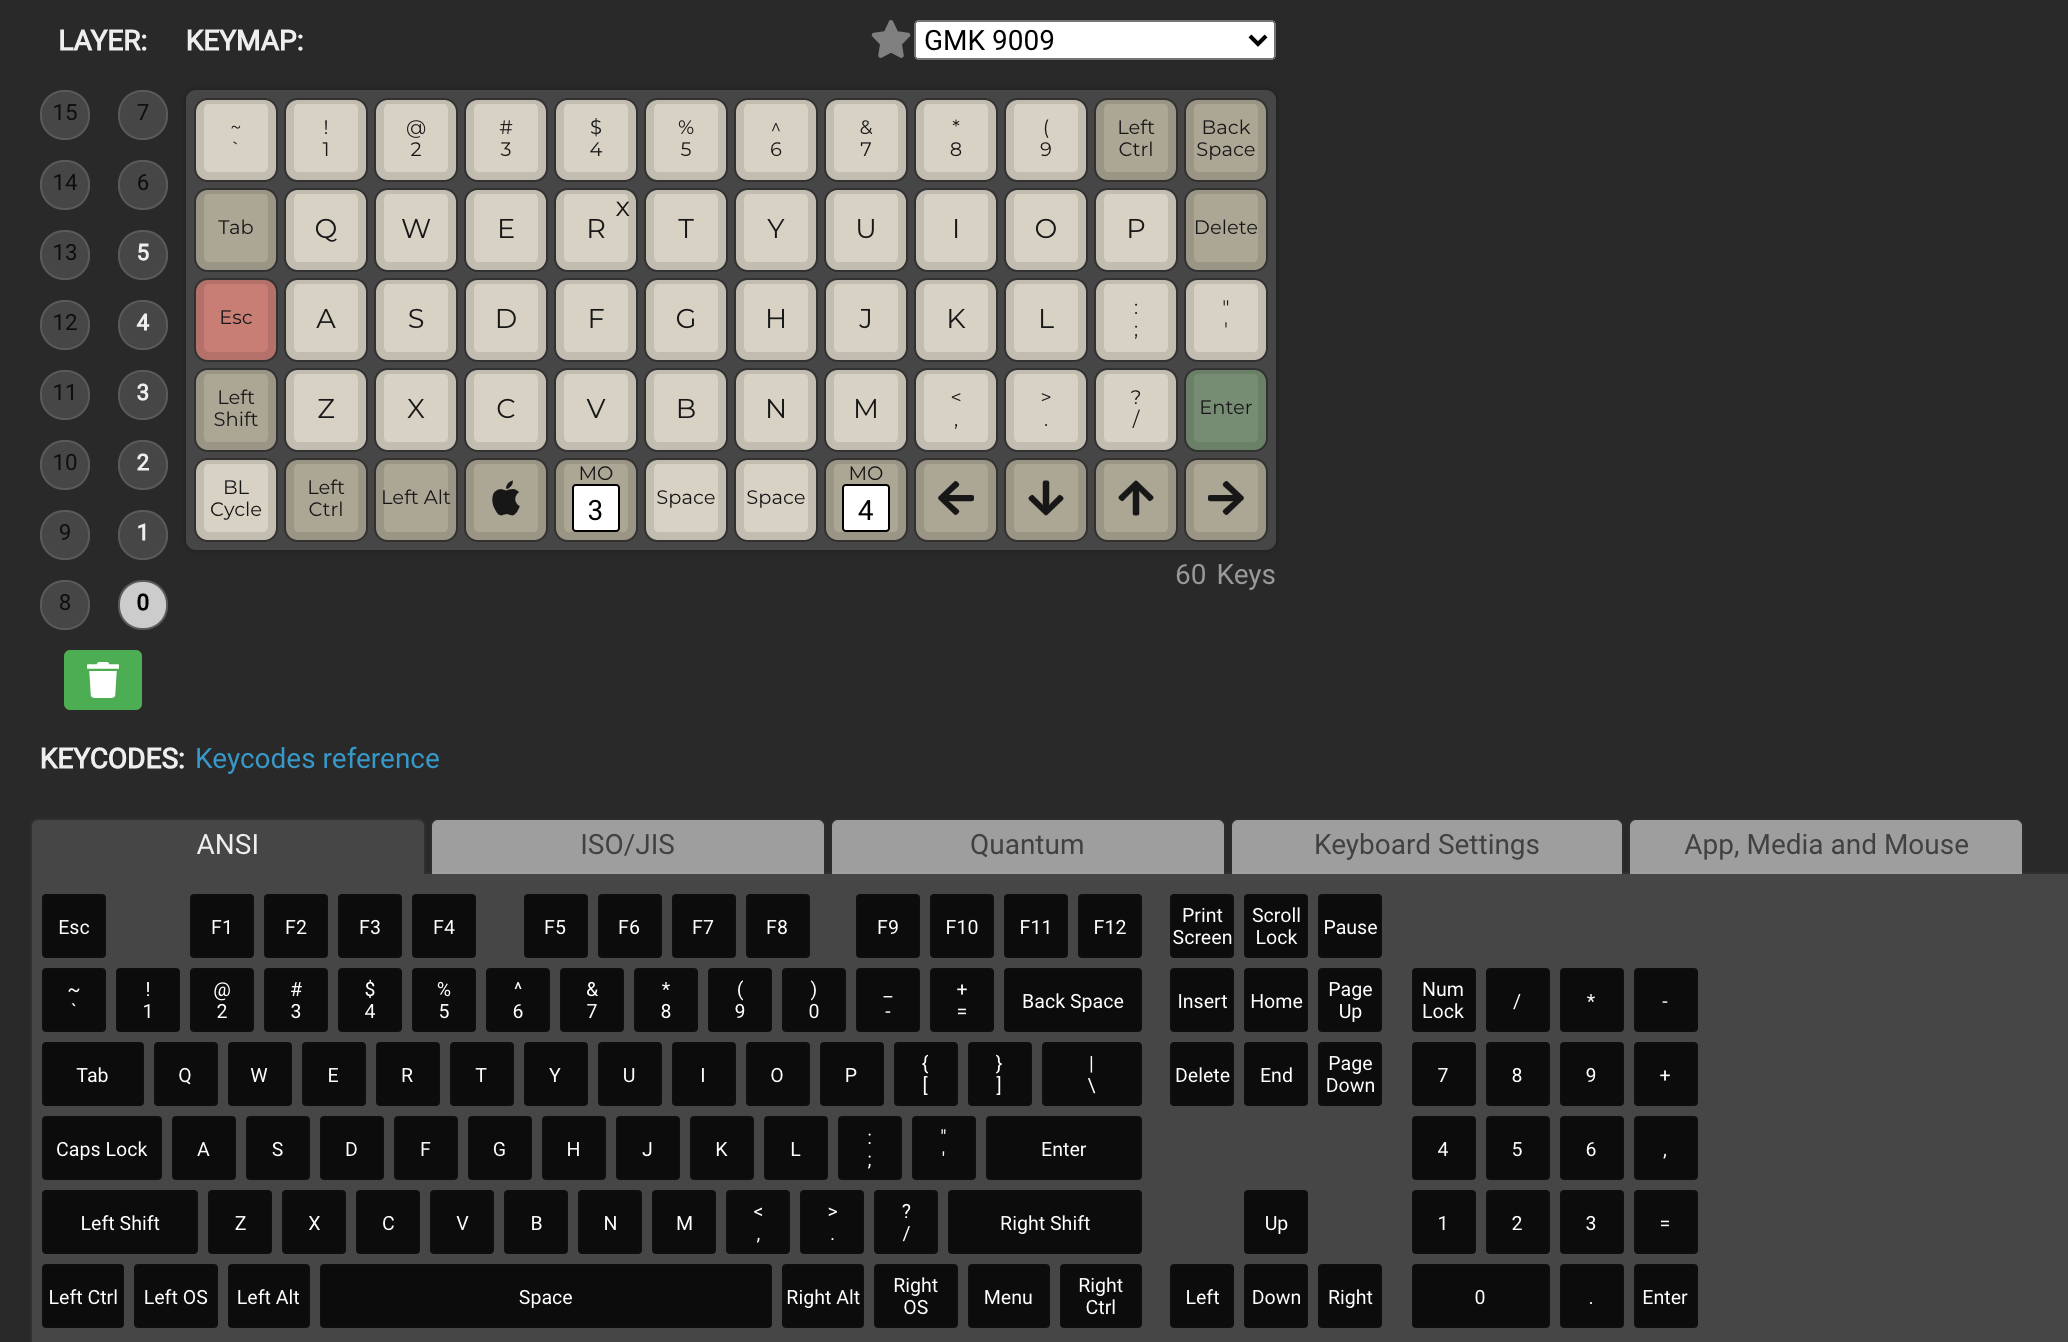 LAYER: KEYMAP: GMK 9009
15 7
14 6
13 5
12 4
11 3
10 2
9 1
8 0
~ ! @ # $ % ^ & * ( Left Back
` 1 2 3 4 5 6 7 8 9 Ctrl Space
Tab Q W E R X T Y U I O P Delete
Esc A S D F G H J K L : "
; '
Left Z X C V B N M < > ? Enter
Shift , . /
BL Left Left Alt MO Space Space MO
Cycle Ctrl 3 4
60 Keys
KEYCODES: Keycodes reference
ANSI ISO/JIS Quantum Keyboard Settings App, Media and Mouse
Esc F1 F2 F3 F4 F5 F6 F7 F8 F9 F10 F11 F12 Print Scroll Pause
Screen Lock
~ ! @ # $ % ^ & * ( ) _ + Back Space Insert Home Page Num / * -
` 1 2 3 4 5 6 7 8 9 0 - = Up Lock
Tab Q W E R T Y U I O P { } | Delete End Page 7 8 9 +
[ ] \ Down
Caps Lock A S D F G H J K L : " Enter 4 5 6 ,
; '
Left Shift Z X C V B N M < > ? Right Shift Up 1 2 3 =
, . /
Left Ctrl Left OS Left Alt Space Right Alt Right Menu Right Left Down Right 0 . Enter
OS Ctrl